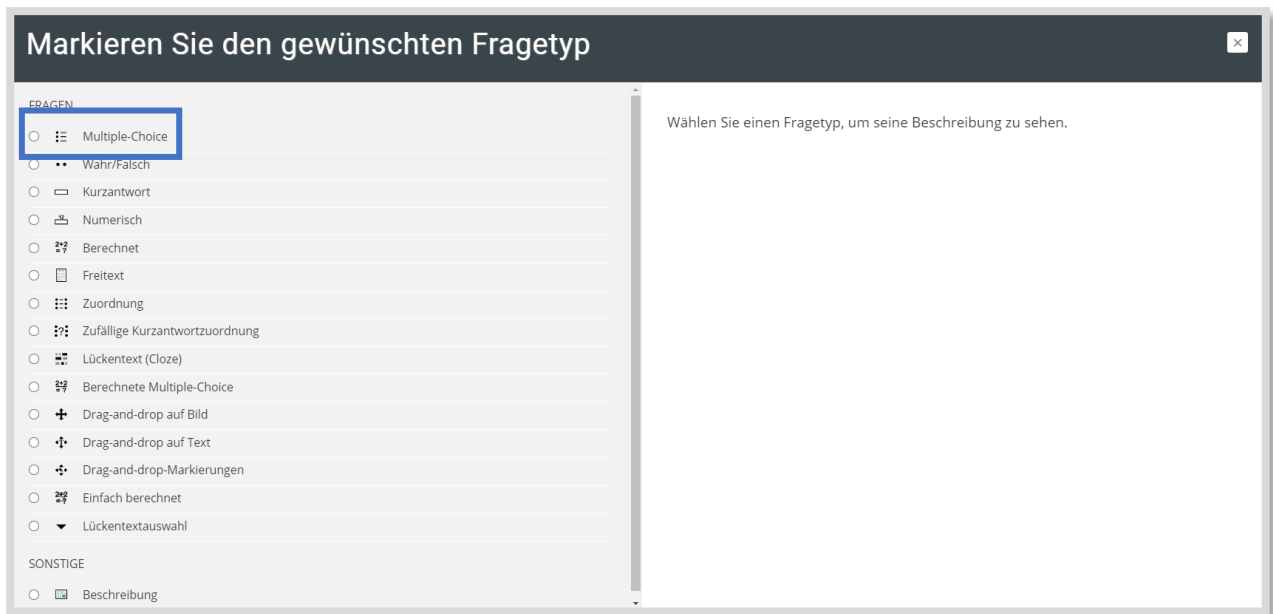 Markieren Sie den gewünschten Fragetyp
FRAGEN
Multiple-Choice
Wahr/Falsch
Kurzantwort
Numerisch
Berechnet
Freitext
Zuordnung
Zufällige Kurzantwortzuordnung
Lückentext (Cloze)
Berechnete Multiple-Choice
Drag-and-drop auf Bild
Drag-and-drop auf Text
Drag-and-drop-Markierungen
Einfach berechnet
Lückentextauswahl
SONSTIGE
Beschreibung
Wählen Sie einen Fragetyp, um seine Beschreibung zu sehen.